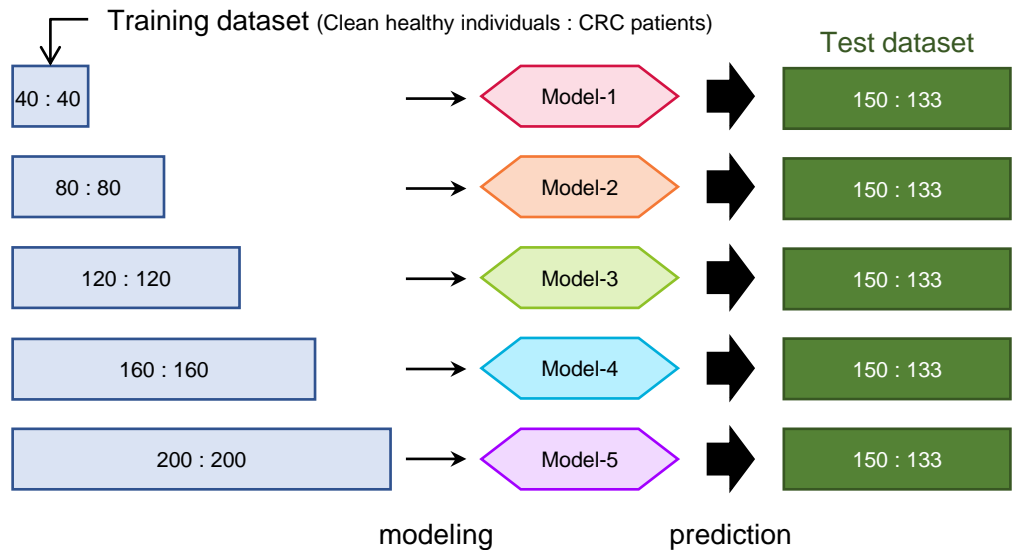 Training dataset (Clean healthy individuals : CRC patients)
Test dataset
40 : 40
Model-1
150 : 133
80 : 80
Model-2
150 : 133
120 : 120
Model-3
150 : 133
160 : 160
Model-4
150 : 133
200 : 200
Model-5
150 : 133
modeling
prediction